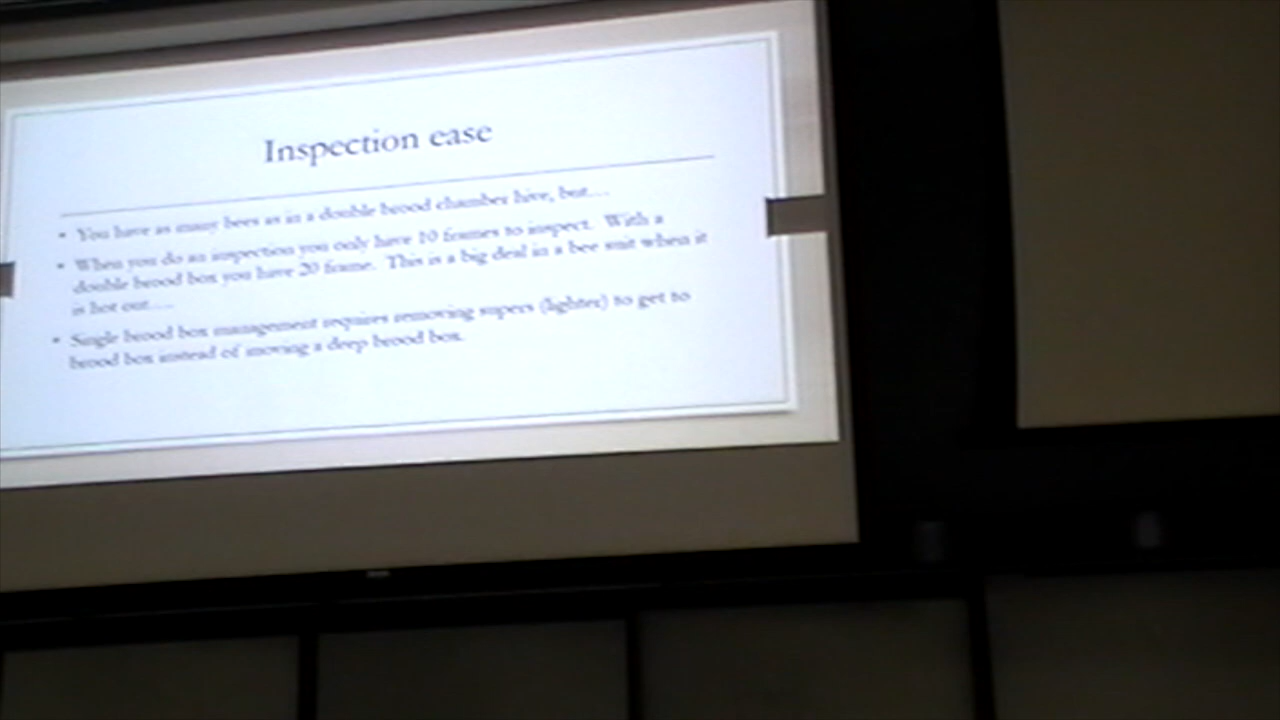 Inspection ease
• You have as many bees as in a double brood chamber hive, but...
• When you do an inspection you only have 10 frames to inspect. With a
double brood box you have 20 frame. This is a big deal in a bee suit when it
is hot out....
• Single brood box management requires removing supers (lighter) to get to
brood box instead of moving a deep brood box.